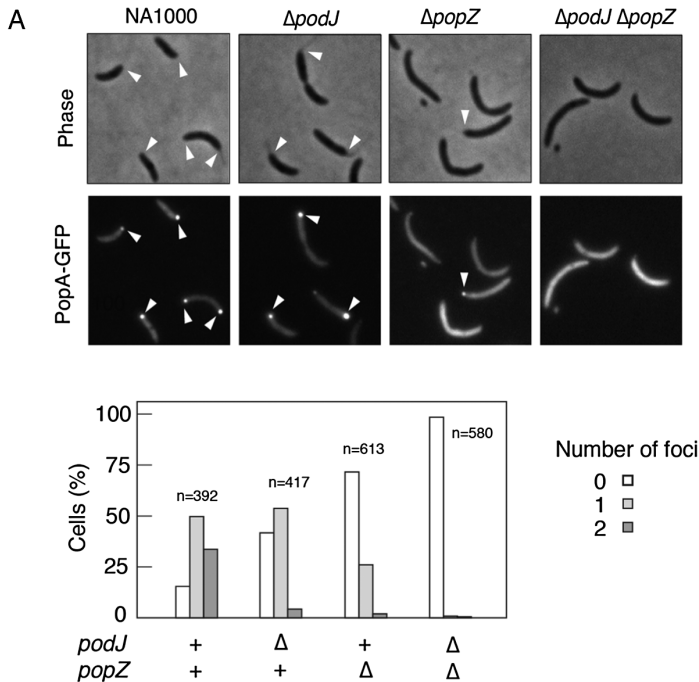 A
NA1000 ΔpodJ ΔpopZ ΔpodJ ΔpopZ
Phase
PopA-GFP
100
75
50
25
0
Cells (%)
n=392
n=417
n=613
n=580
Number of foci
0
1
2
podJ + Δ + Δ
popZ + + Δ Δ